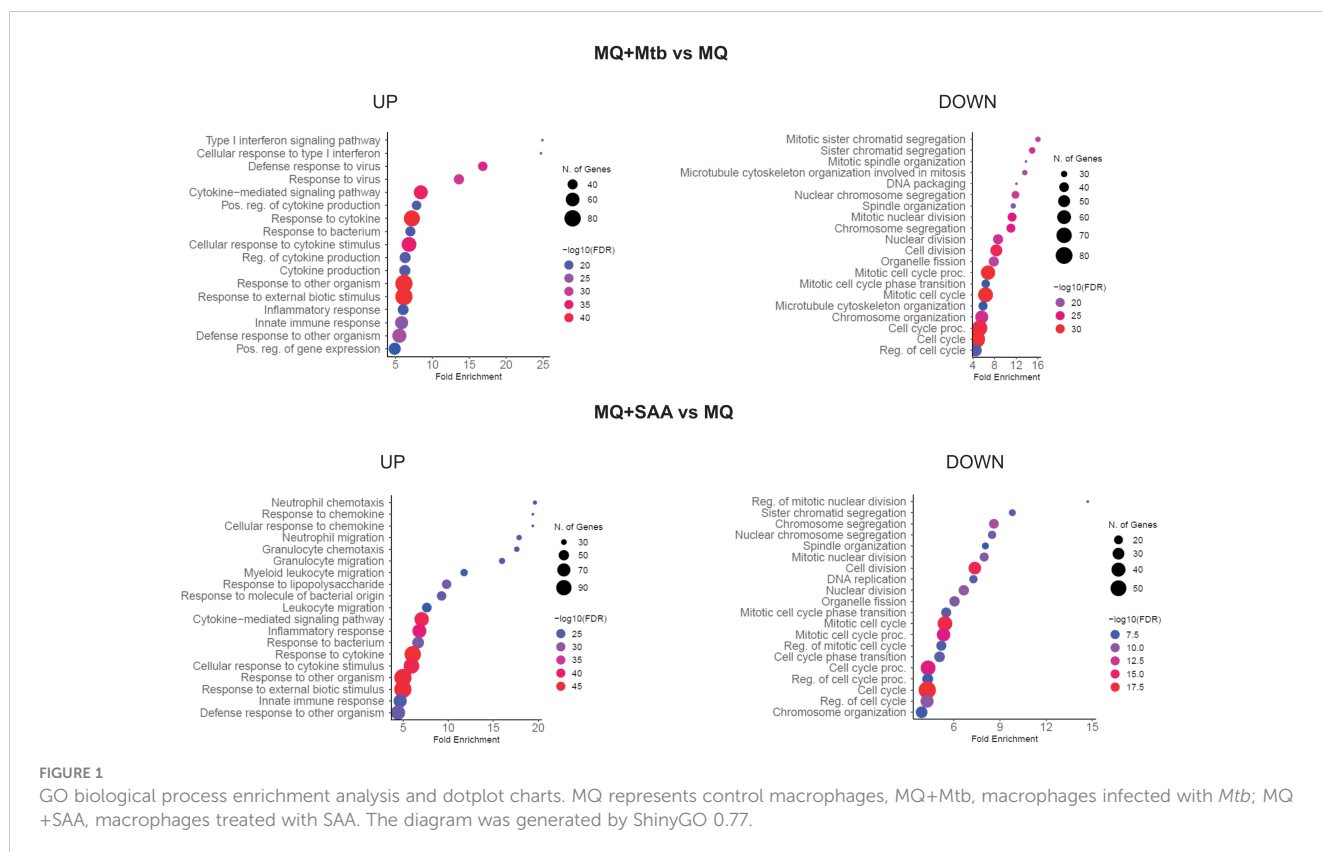 MQ+Mtb vs MQ
UP
Type I interferon signaling pathway
Cellular response to type I interferon
Defense response to virus
Response to virus
Cytokine−mediated signaling pathway
Pos. reg. of cytokine production
Response to cytokine
Response to bacterium
Cellular response to cytokine stimulus
Reg. of cytokine production
Cytokine production
Response to other organism
Response to external biotic stimulus
Inflammatory response
Innate immune response
Defense response to other organism
Pos. reg. of gene expression
5 10 15 20 25
Fold Enrichment
N. of Genes
40
60
80
−log10(FDR)
20
25
30
35
40
DOWN
Mitotic sister chromatid segregation
Sister chromatid segregation
Mitotic spindle organization
Microtubule cytoskeleton organization involved in mitosis
DNA packaging
Nuclear chromosome segregation
Spindle organization
Mitotic nuclear division
Chromosome segregation
Nuclear division
Cell division
Organelle fission
Mitotic cell cycle proc.
Mitotic cell cycle phase transition
Mitotic cell cycle
Microtubule cytoskeleton organization
Chromosome organization
Cell cycle proc.
Cell cycle
Reg. of cell cycle
4 8 12 16
Fold Enrichment
N. of Genes
30
40
50
60
70
80
−log10(FDR)
20
25
30
MQ+SAA vs MQ
UP
Neutrophil chemotaxis
Response to chemokine
Cellular response to chemokine
Neutrophil migration
Granulocyte chemotaxis
Granulocyte migration
Myeloid leukocyte migration
Response to lipopolysaccharide
Response to molecule of bacterial origin
Leukocyte migration
Cytokine−mediated signaling pathway
Inflammatory response
Response to bacterium
Response to cytokine
Cellular response to cytokine stimulus
Response to other organism
Response to external biotic stimulus
Innate immune response
Defense response to other organism
5 10 15 20
Fold Enrichment
N. of Genes
30
50
70
90
−log10(FDR)
25
30
35
40
45
DOWN
Reg. of mitotic nuclear division
Sister chromatid segregation
Chromosome segregation
Nuclear chromosome segregation
Spindle organization
Mitotic nuclear division
Cell division
DNA replication
Nuclear division
Organelle fission
Mitotic cell cycle phase transition
Mitotic cell cycle
Mitotic cell cycle proc.
Reg. of mitotic cell cycle
Cell cycle phase transition
Cell cycle proc.
Reg. of cell cycle proc.
Cell cycle
Reg. of cell cycle
Chromosome organization
6 9 12 15
Fold Enrichment
N. of Genes
20
30
40
50
−log10(FDR)
7.5
10.0
12.5
15.0
17.5
FIGURE 1
GO biological process enrichment analysis and dotplot charts. MQ represents control macrophages, MQ+Mtb, macrophages infected with Mtb; MQ
+SAA, macrophages treated with SAA. The diagram was generated by ShinyGO 0.77.